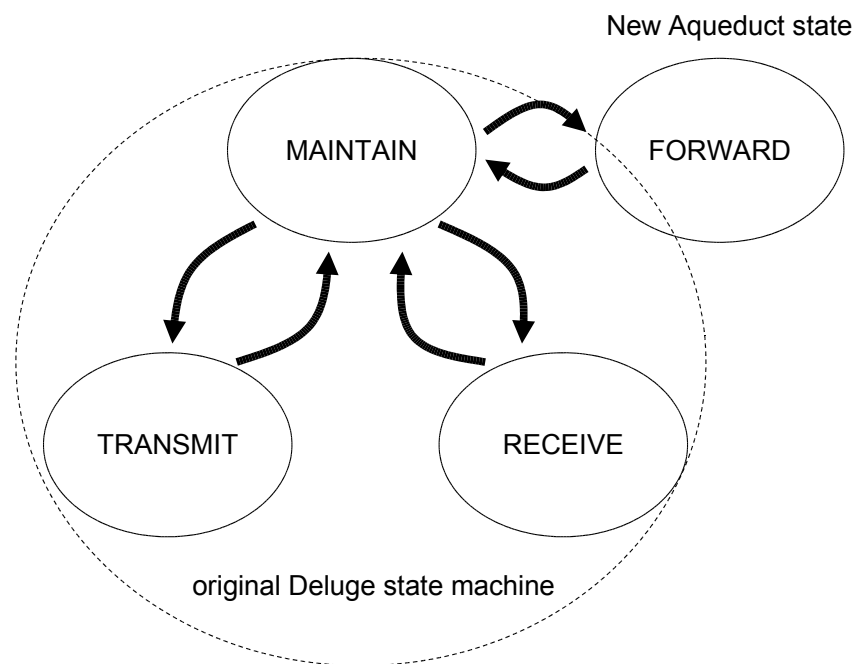 New Aqueduct state
MAINTAIN
FORWARD
TRANSMIT
RECEIVE
original Deluge state machine